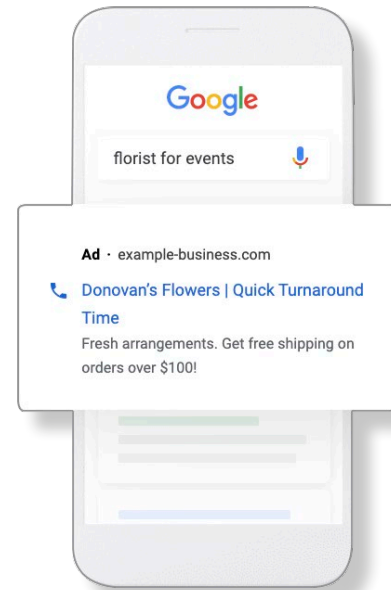 Google
florist for events
Ad · example-business.com
Donovan’s Flowers | Quick Turnaround
Time
Fresh arrangements. Get free shipping on
orders over $100!